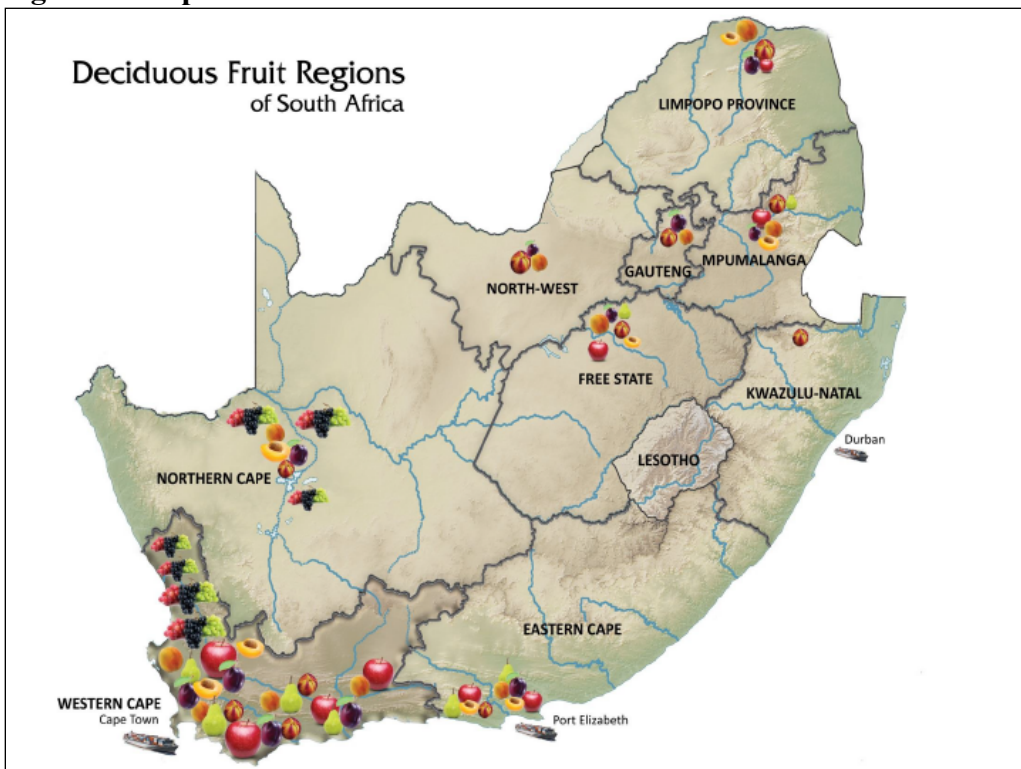 Deciduous Fruit Regions
of South Africa
LIMPOPO PROVINCE
MPUMALANGA
GAUTENG
NORTH-WEST
FREE STATE
KWAZULU-NATAL
Durban
LESOTHO
NORTHERN CAPE
EASTERN CAPE
WESTERN CAPE
Cape Town
Port Elizabeth